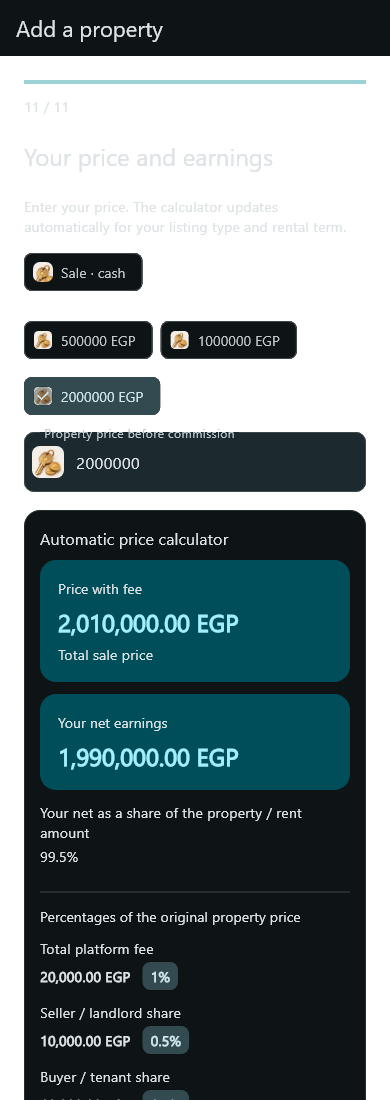 Add a property
11 / 11
Your price and earnings
Enter your price. The calculator updates
automatically for your listing type and rental term.
Sale · cash
500000 EGP
1000000 EGP
2000000 EGP
Property price before commission
2000000
Automatic price calculator
Price with fee
2,010,000.00 EGP
Total sale price
Your net earnings
1,990,000.00 EGP
Your net as a share of the property / rent
amount
99.5%
Percentages of the original property price
Total platform fee
20,000.00 EGP 1%
Seller / landlord share
10,000.00 EGP 0.5%
Buyer / tenant share